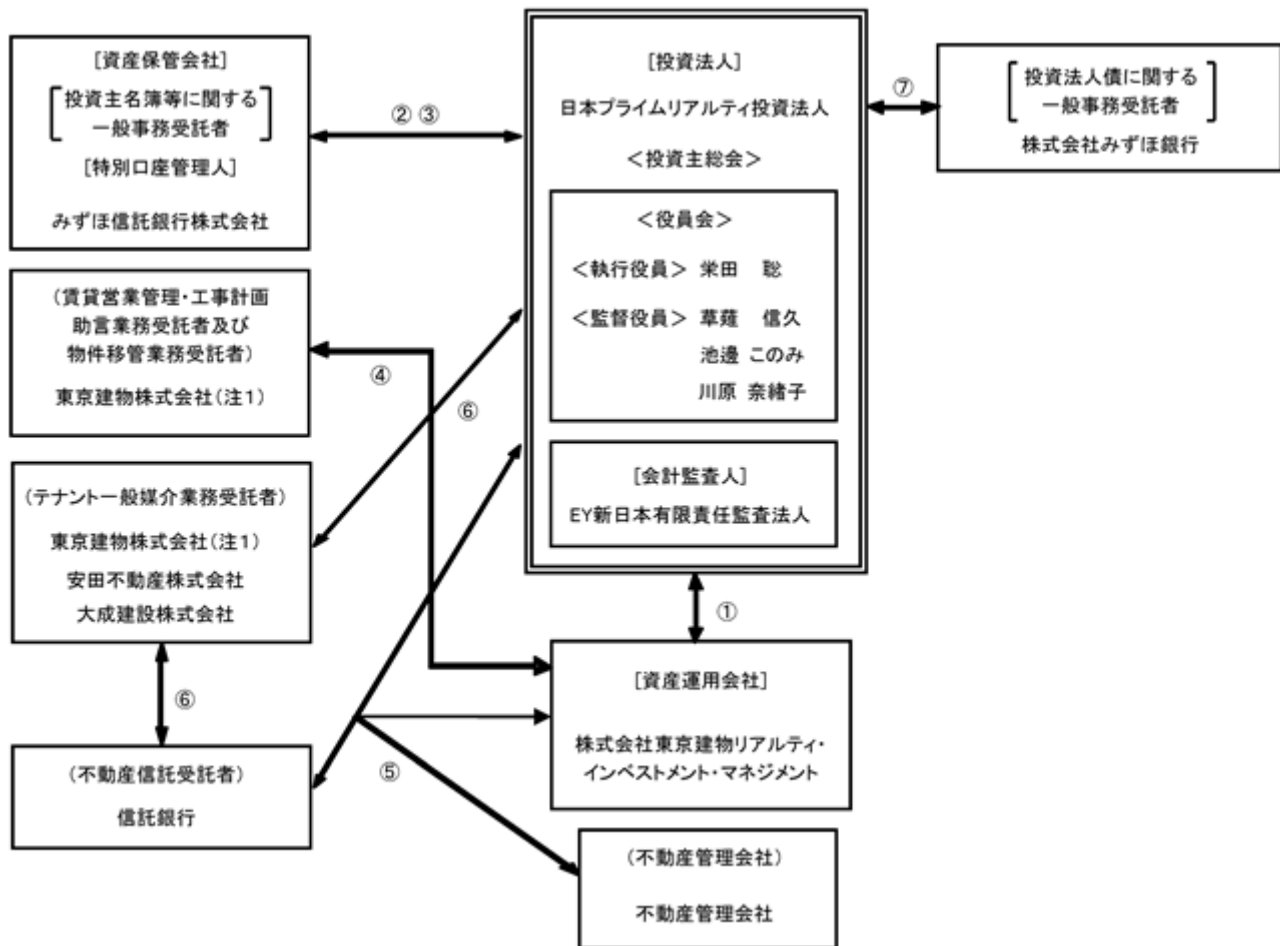 [資産保管会社]
投資主名簿等に関する
一般事務受託者
[特別口座管理人]
みずほ信託銀行株式会社
② ③
[投資法人]
日本プライムリアルティ投資法人
＜投資主総会＞
＜役員会＞
＜執行役員＞ 栄田 聡
＜監督役員＞ 草薙 信久
池邊 このみ
川原 奈緒子
[会計監査人]
EY新日本有限責任監査法人
⑦
投資法人債に関する
一般事務受託者
株式会社みずほ銀行
(賃貸営業管理・工事計画
助言業務受託者及び
物件移管業務受託者)
東京建物株式会社(注1)
④
⑥
(テナント一般媒介業務受託者)
東京建物株式会社(注1)
安田不動産株式会社
大成建設株式会社
⑥
(不動産信託受託者)
信託銀行
⑤
①
[資産運用会社]
株式会社東京建物リアルティ・
インベストメント・マネジメント
(不動産管理会社)
不動産管理会社